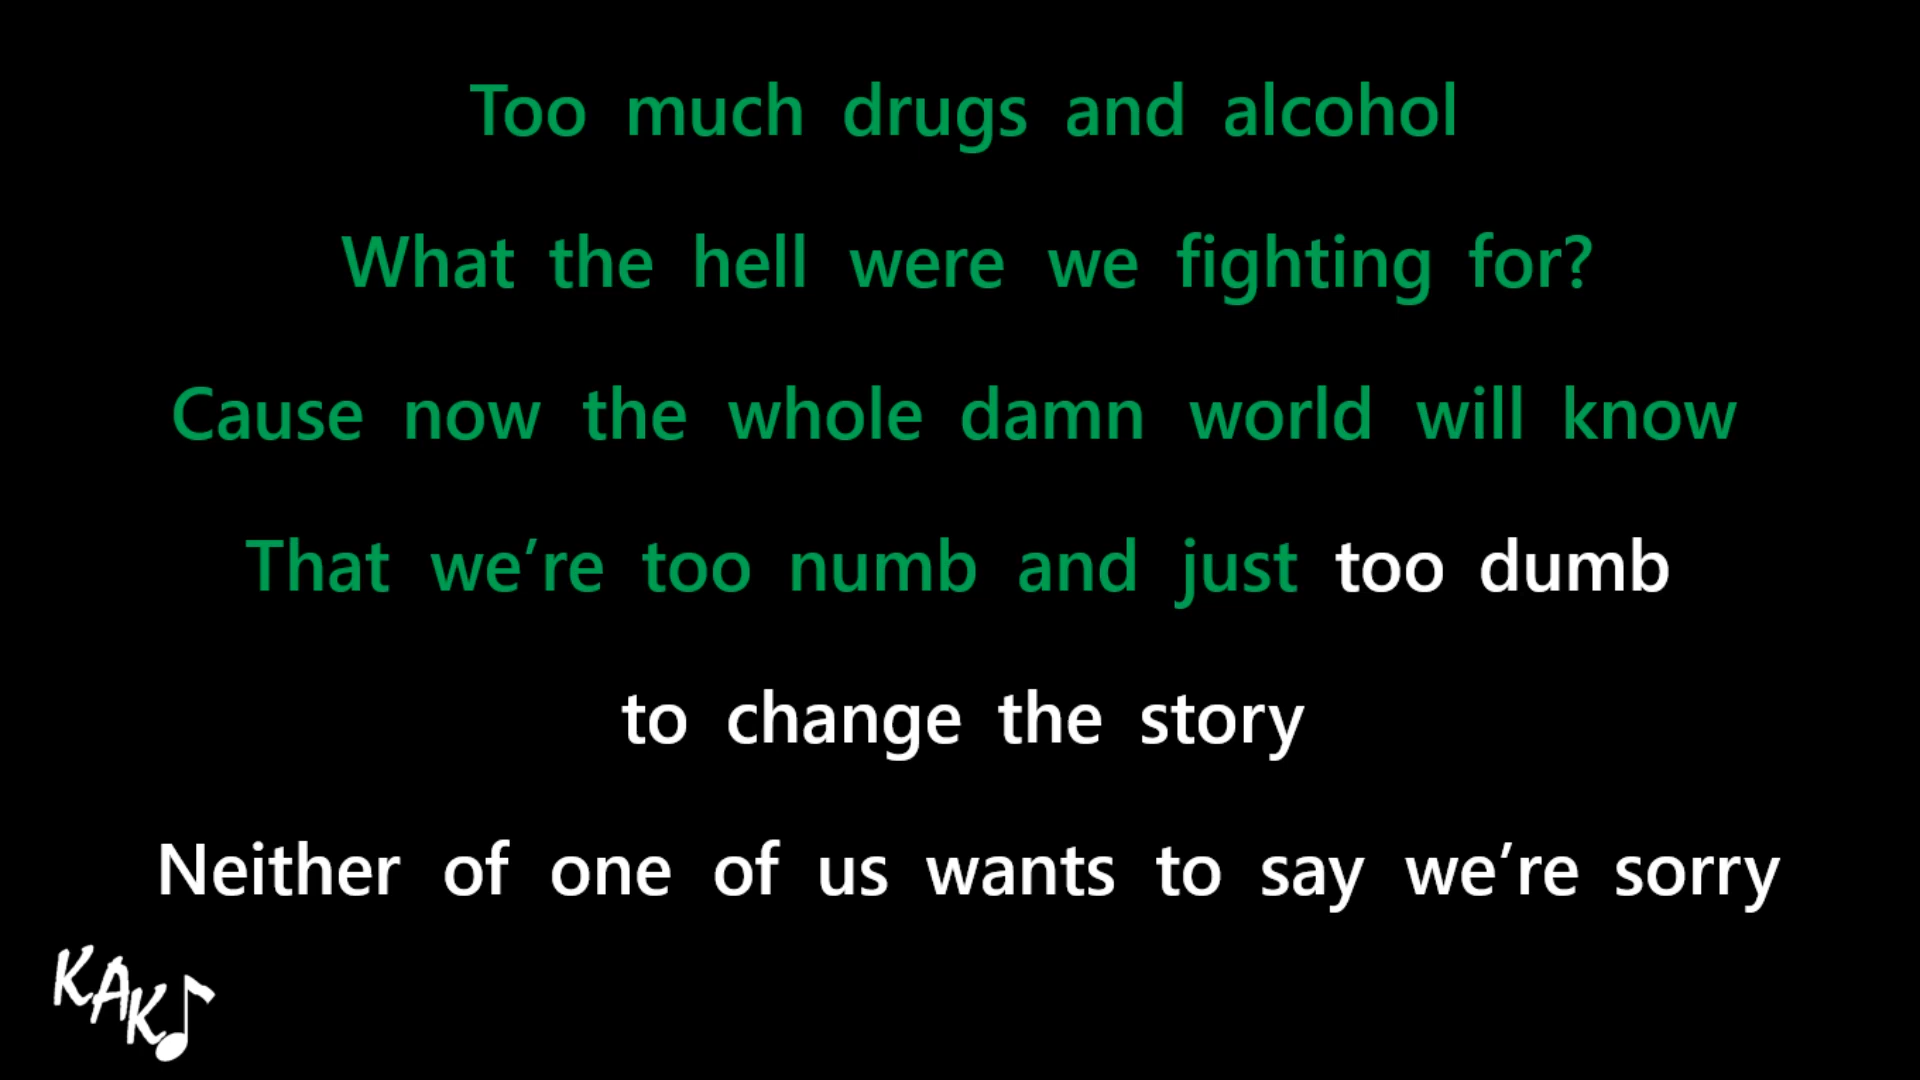 Too much drugs and alcohol
What the hell were we fighting for?
Cause now the whole damn world will know
That we’re too numb and just too dumb
to change the story
Neither of one of us wants to say we’re sorry
KAK